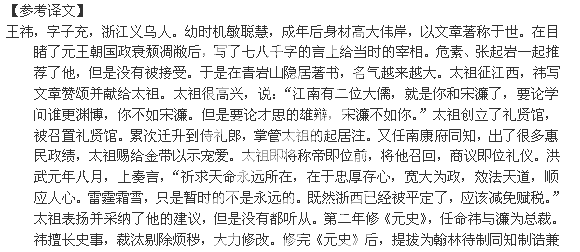 【参考译文】
王祎，字子充，浙江义乌人。幼时机敏聪慧，成年后身材高大伟岸，以文章著称于世。在目
睹了元王朝国政衰颓凋敝后，写了七八千字的言上给当时的宰相。危素、张起岩一起推
荐了他，但是没有被接受。于是在青岩山隐居著书，名气越来越大。太祖征江西，祎写
文章赞颂并献给太祖。太祖很高兴，说：“江南有二位大儒，就是你和宋濂了，要论学
问谁更渊博，你不如宋濂。但是要论才思的雄辩，宋濂不如你。”太祖创立了礼贤馆，
被召置礼贤馆。累次迁升到侍礼郎，掌管太祖的起居注。又任南康府同知，出了很多惠
民政绩，太祖赐给金带以示宠爱。太祖即将称帝即位前，将他召回，商议即位礼仪。洪
武元年八月，上奏言，“祈求天命永远所在，在于忠厚存心，宽大为政，效法天道，顺
应人心。雷霆霜雪，只是暂时的不是永远的。既然浙西已经被平定了，应该减免赋税。”
太祖表扬并采纳了他的建议，但是没有都听从。第二年修《元史》，任命祎与濂为总裁。
祎擅长史事，裁汰剔除烦秽，大力修改。修完《元史》后，提拔为翰林待制同知制诰兼